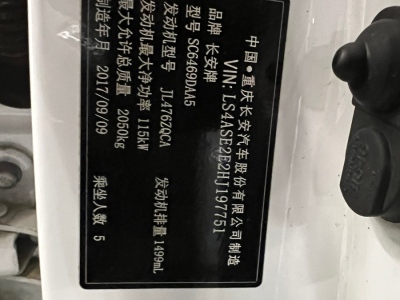 中国•重庆长安汽车股份有限公司制造
VIN: LS4ASE2E2HJ197751
品牌 长安牌
型号 SC6469DAA5
发动机型号 JL476ZQCA 发动机排量 1499mL
发动机最大净功率 115kW
最大允许总质量 2050kg
制造年月 2017/09/09 乘坐人数 5